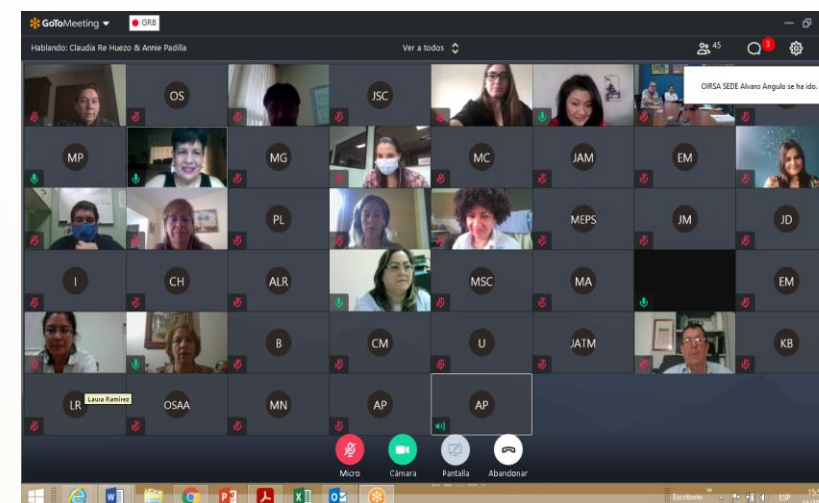 GoToMeeting
GRB
Hablando: Claudia Re Huezo & Annie Padilla
Ver a todos
45
3
OIRSA SEDE Alvaro Angulo se ha ido.
OS
JSC
MP
MG
MC
JAM
EM
PL
MEPS
JM
JD
I
CH
ALR
MSC
MA
EM
B
CM
U
JATM
KB
LR
Laura Ramírez
OSAA
MN
AP
AP
Micro
Cámara
Pantalla
Abandonar
Escritorio
ESP